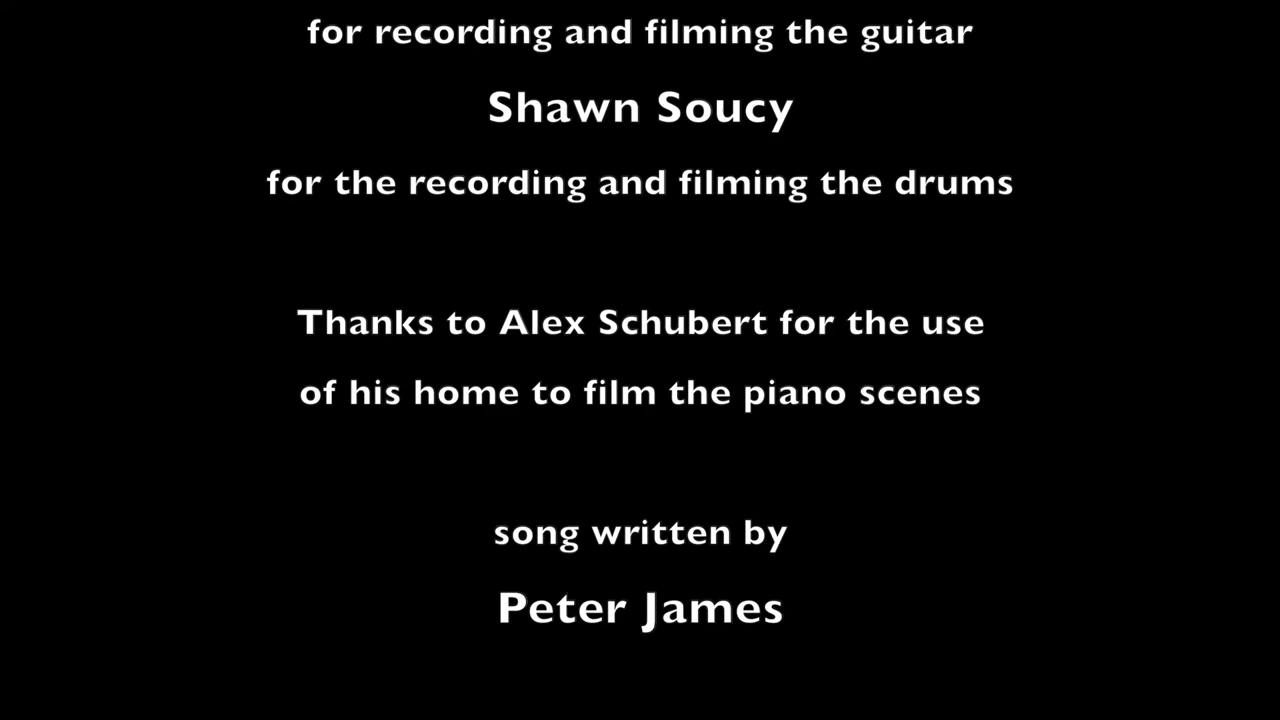 for recording and filming the guitar
Shawn Soucy
for the recording and filming the drums
Thanks to Alex Schubert for the use
of his home to film the piano scenes
song written by
Peter James